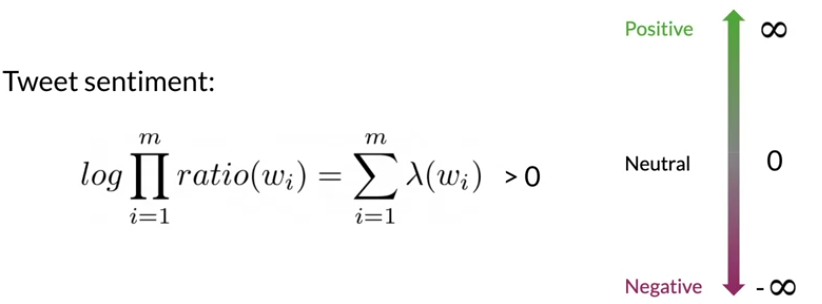 Positive ∞
Tweet sentiment:
log ∏_{i=1}^{m} ratio(w_i) = ∑_{i=1}^{m} λ(w_i) > 0
Neutral 0
Negative - ∞